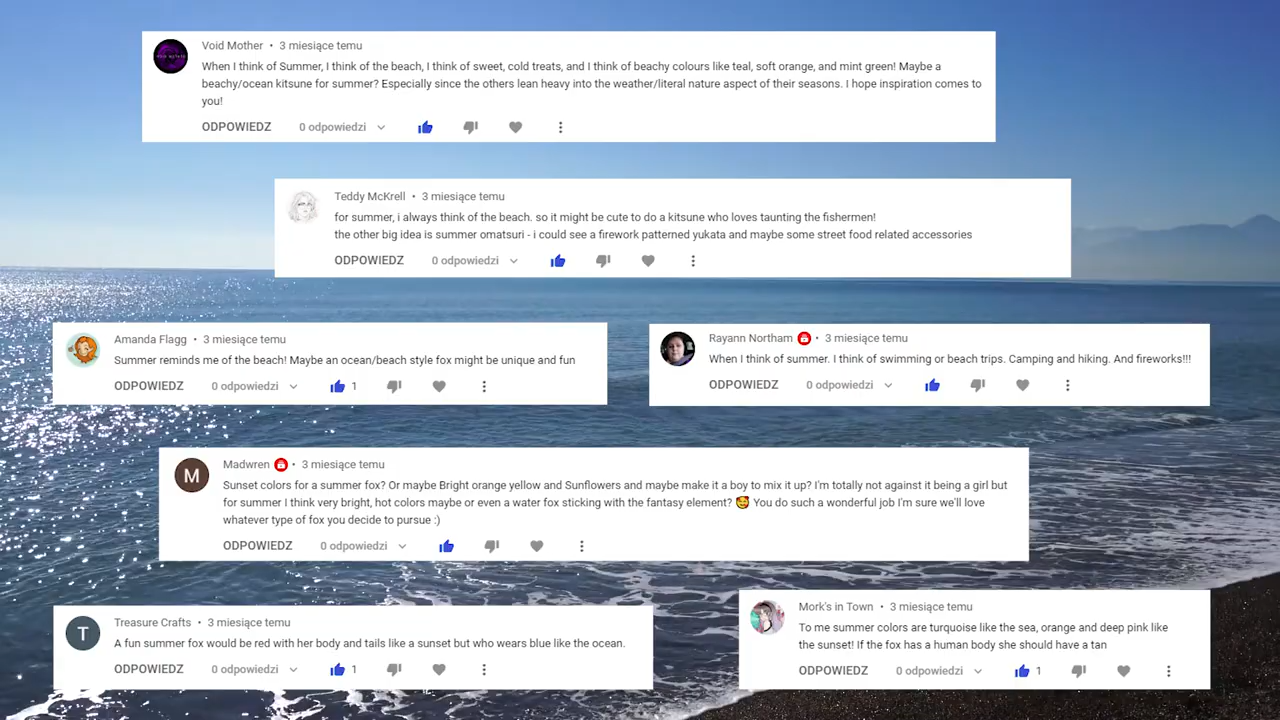 Void Mother • 3 miesiące temu
When I think of Summer, I think of the beach, I think of sweet, cold treats, and I think of beachy colours like teal, soft orange, and mint green! Maybe a
beachy/ocean kitsune for summer? Especially since the others lean heavy into the weather/literal nature aspect of their seasons. I hope inspiration comes to
you!
ODPOWIEDZ 0 odpowiedzi
Teddy McKrell • 3 miesiące temu
for summer, i always think of the beach. so it might be cute to do a kitsune who loves taunting the fishermen!
the other big idea is summer omatsuri - i could see a firework patterned yukata and maybe some street food related accessories
ODPOWIEDZ 0 odpowiedzi
Amanda Flagg • 3 miesiące temu
Summer reminds me of the beach! Maybe an ocean/beach style fox might be unique and fun
ODPOWIEDZ 0 odpowiedzi 1
Rayann Northam • 3 miesiące temu
When I think of summer. I think of swimming or beach trips. Camping and hiking. And fireworks!!!
ODPOWIEDZ 0 odpowiedzi
M
Madwren • 3 miesiące temu
Sunset colors for a summer fox? Or maybe Bright orange yellow and Sunflowers and maybe make it a boy to mix it up? I'm totally not against it being a girl but
for summer I think very bright, hot colors maybe or even a water fox sticking with the fantasy element? 🥰 You do such a wonderful job I'm sure we'll love
whatever type of fox you decide to pursue :)
ODPOWIEDZ 0 odpowiedzi
T
Treasure Crafts • 3 miesiące temu
A fun summer fox would be red with her body and tails like a sunset but who wears blue like the ocean.
ODPOWIEDZ 0 odpowiedzi 1
Mork's in Town • 3 miesiące temu
To me summer colors are turquoise like the sea, orange and deep pink like
the sunset! If the fox has a human body she should have a tan
ODPOWIEDZ 0 odpowiedzi 1